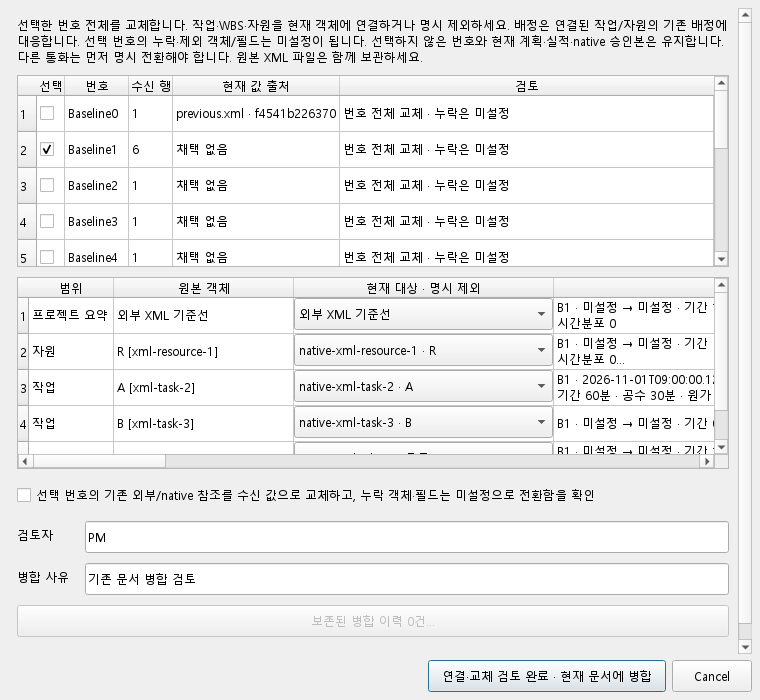 선택한 번호 전체를 교체합니다. 작업·WBS·자원을 현재 객체에 연결하거나 명시 제외하세요. 배정은 연결된 작업/자원의 기존 배정에
대응합니다. 선택 번호의 누락·제외 객체/필드는 미설정이 됩니다. 선택하지 않은 번호와 현재 계획·실적·native 승인본은 유지합니다.
다른 통화는 먼저 명시 전환해야 합니다. 원본 XML 파일은 함께 보관하세요.
선택 번호 수신 행 현재 값 출처 검토
1 Baseline0 1 previous.xml · f4541b226370 번호 전체 교체 · 누락은 미설정
2 Baseline1 6 채택 없음 번호 전체 교체 · 누락은 미설정
3 Baseline2 1 채택 없음 번호 전체 교체 · 누락은 미설정
4 Baseline3 1 채택 없음 번호 전체 교체 · 누락은 미설정
5 Baseline4 1 채택 없음 번호 전체 교체 · 누락은 미설정
범위 원본 객체 현재 대상 · 명시 제외
1 프로젝트 요약 외부 XML 기준선 외부 XML 기준선 B1 · 미설정 → 미설정 · 기간
시간분포 0
2 자원 R [xml-resource-1] native-xml-resource-1 · R B1 · 미설정 → 미설정 · 기간
시간분포 0...
3 작업 A [xml-task-2] native-xml-task-2 · A B1 · 2026-11-01T09:00:00.1
기간 60분 · 공수 30분 · 원가
4 작업 B [xml-task-3] native-xml-task-3 · B B1 · 미설정 → 미설정 · 기간
B1 · 미설정 → 미설정 · 기간
선택 번호의 기존 외부/native 참조를 수신 값으로 교체하고, 누락 객체·필드는 미설정으로 전환함을 확인
검토자 PM
병합 사유 기존 문서 병합 검토
보존된 병합 이력 0건...
연결·교체 검토 완료 · 현재 문서에 병합 Cancel